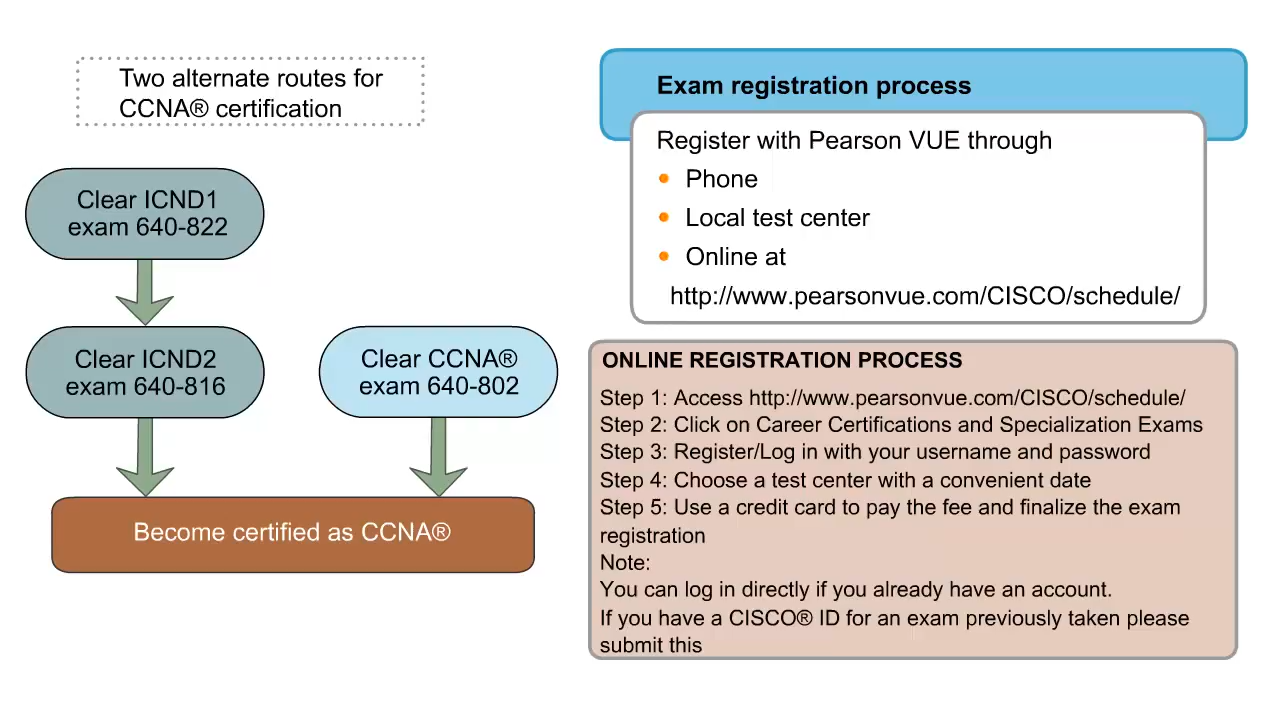 Two alternate routes for
CCNA® certification
Clear ICND1
exam 640-822
Clear ICND2
exam 640-816
Clear CCNA®
exam 640-802
Become certified as CCNA®
Exam registration process
Register with Pearson VUE through
• Phone
• Local test center
• Online at
http://www.pearsonvue.com/CISCO/schedule/
ONLINE REGISTRATION PROCESS
Step 1: Access http://www.pearsonvue.com/CISCO/schedule/
Step 2: Click on Career Certifications and Specialization Exams
Step 3: Register/Log in with your username and password
Step 4: Choose a test center with a convenient date
Step 5: Use a credit card to pay the fee and finalize the exam
registration
Note:
You can log in directly if you already have an account.
If you have a CISCO® ID for an exam previously taken please
submit this